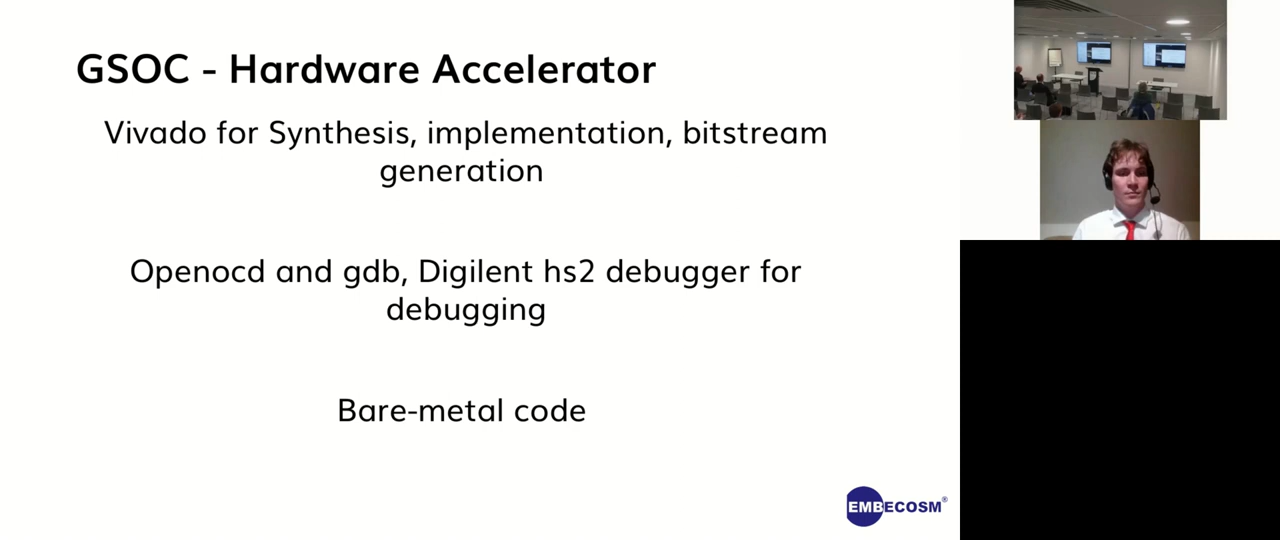 GSOC - Hardware Accelerator
Vivado for Synthesis, implementation, bitstream
generation
Openocd and gdb, Digilent hs2 debugger for
debugging
Bare-metal code
EMBECOSM®